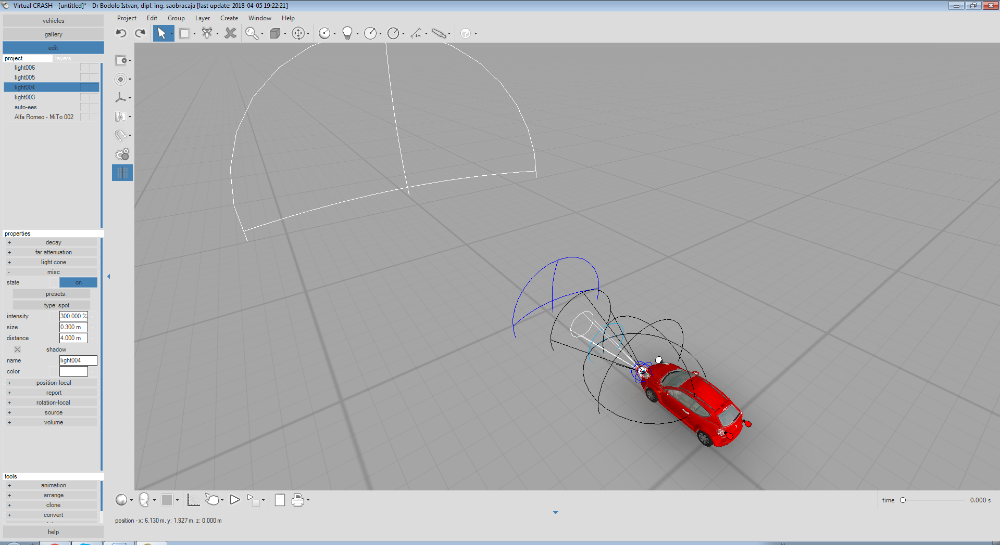 Virtual CRASH - [untitled]* - Dr Bodolo Istvan, dipl. ing. saobracaja [last update: 2018-04-05 19:22:21]
vehicles
gallery
edit
Project Edit Group Layer Create Window Help
project layers
light006
light005
light004
light003
auto-ees
Alfa Romeo - MiTo 002
properties
+ decay
+ far attenuation
+ light cone
- misc
state on
presets:
type: spot
intensity 300.000 %
size 0.300 m
distance 4.000 m
shadow
name light004
color
+ position-local
+ report
+ rotation-local
+ source
+ volume
tools
+ animation
+ arrange
+ clone
+ convert
help
1m
time 0.000 s
position - x: 6.130 m, y: 1.927 m, z: 0.000 m